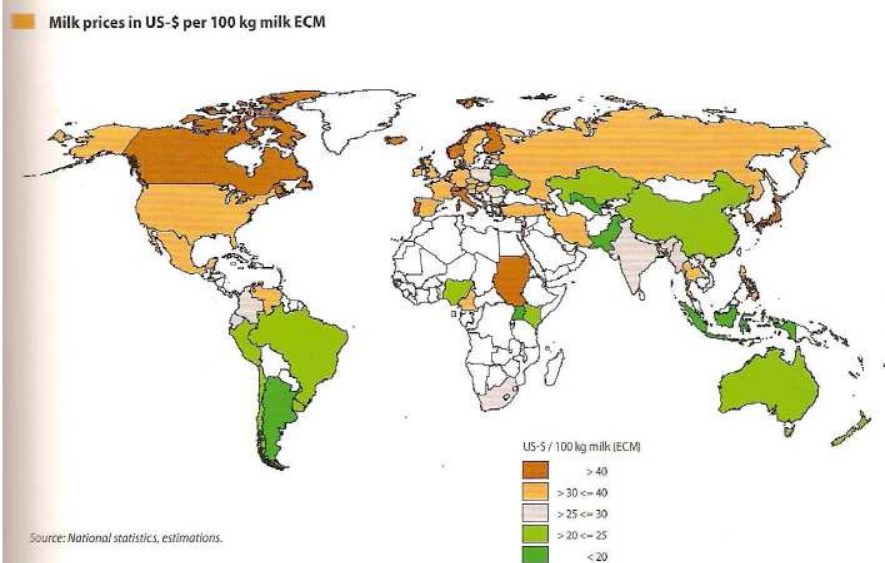 Milk prices in US-$ per 100 kg milk ECM
US-$ / 100 kg milk (ECM)
> 40
> 30 <= 40
> 25 <= 30
> 20 <= 25
< 20
Source: National statistics, estimations.